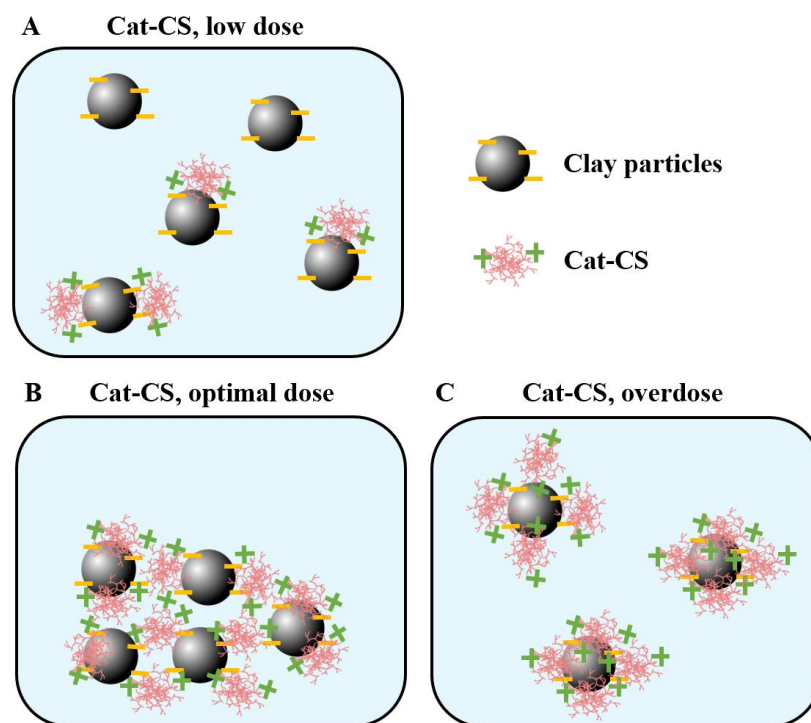 A Cat-CS, low dose
Clay particles
Cat-CS
B Cat-CS, optimal dose
C Cat-CS, overdose